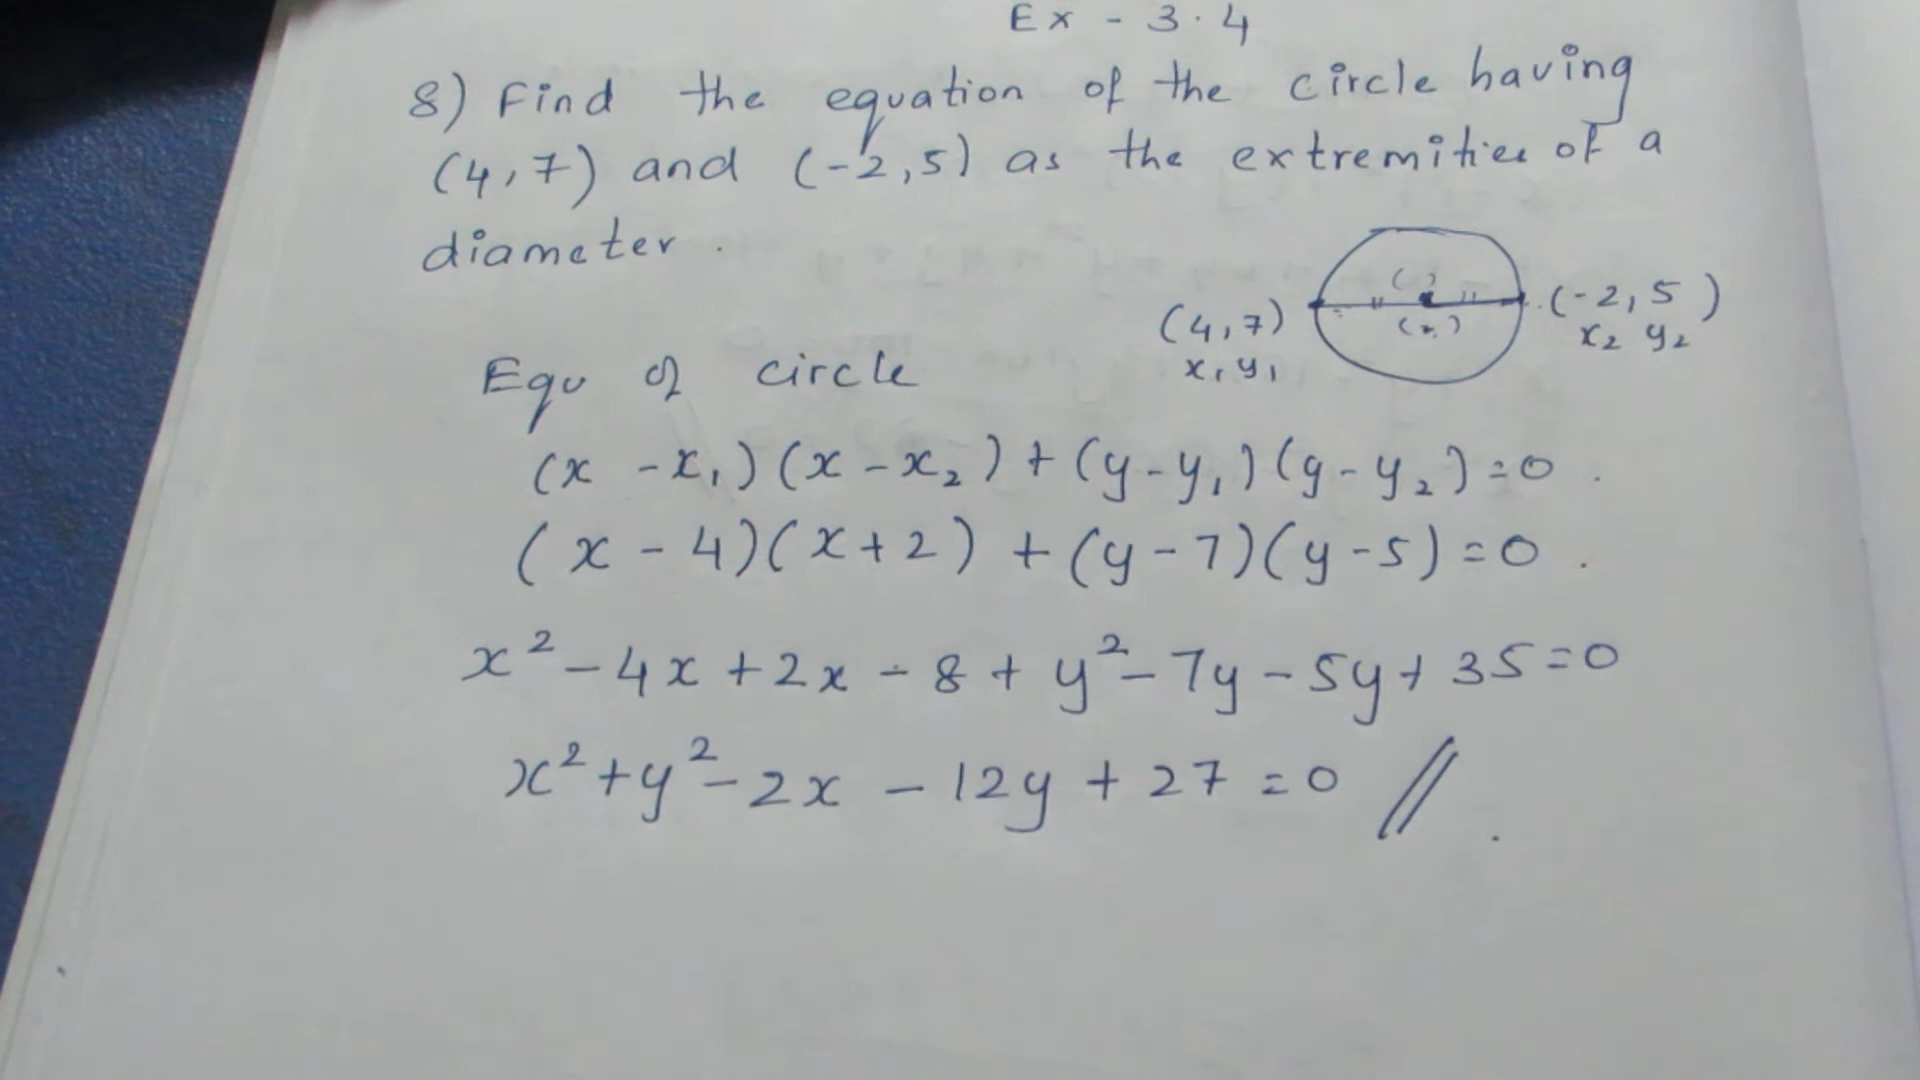 Ex - 3.4
8) Find the equation of the circle having
(4,7) and (-2,5) as the extremities of a
diameter.
(4,7)
x₁ y₁
(-2,5)
x₂ y₂
Equ of circle
(x - x₁)(x - x₂) + (y - y₁)(y - y₂) = 0.
(x - 4)(x + 2) + (y - 7)(y - 5) = 0.
x² - 4x + 2x - 8 + y² - 7y - 5y + 35 = 0
x² + y² - 2x - 12y + 27 = 0 //